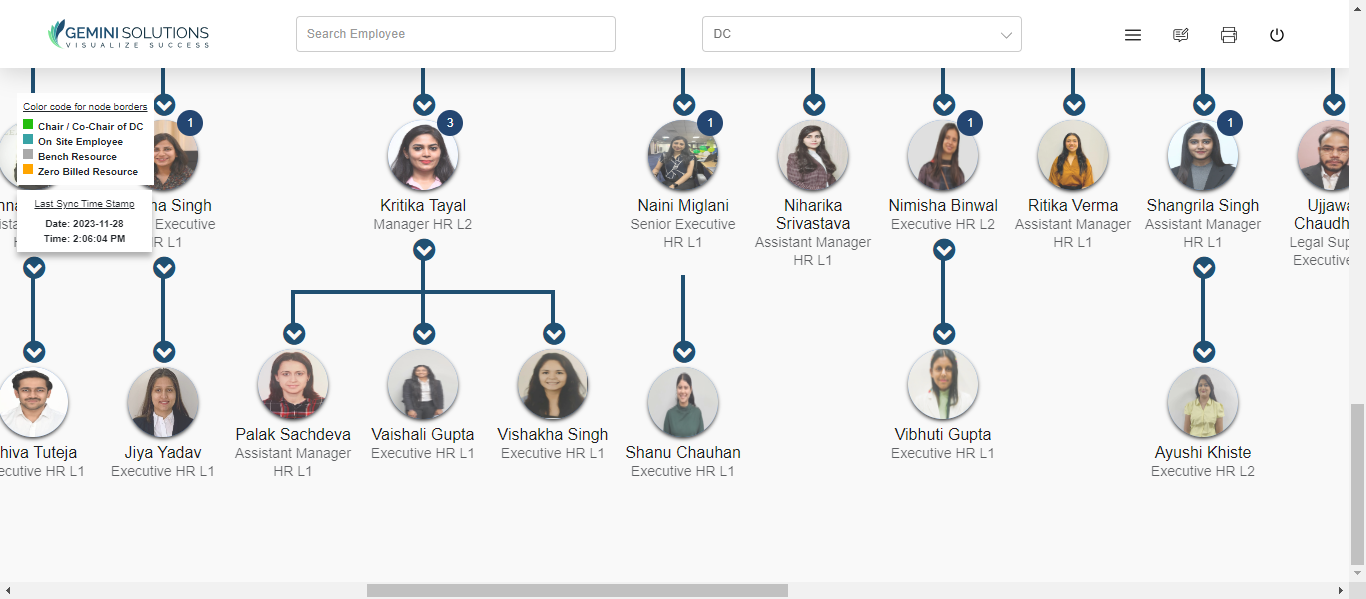 GEMINI SOLUTIONS
VISUALIZE SUCCESS
Search Employee
DC
Color code for node borders
Chair / Co-Chair of DC
On Site Employee
Bench Resource
Zero Billed Resource
Last Sync Time Stamp
Date: 2023-11-28
Time: 2:06:04 PM
1
na Singh
Executive
R L1
3
Kritika Tayal
Manager HR L2
1
Naini Miglani
Senior Executive
HR L1
Niharika
Srivastava
Assistant Manager
HR L1
1
Nimisha Binwal
Executive HR L2
Ritika Verma
Assistant Manager
HR L1
1
Shangrila Singh
Assistant Manager
HR L1
Ujjawa
Chaudh
Legal Sup
Executive
hiva Tuteja
ecutive HR L1
Jiya Yadav
Executive HR L1
Palak Sachdeva
Assistant Manager
HR L1
Vaishali Gupta
Executive HR L1
Vishakha Singh
Executive HR L1
Shanu Chauhan
Executive HR L1
Vibhuti Gupta
Executive HR L1
Ayushi Khiste
Executive HR L2